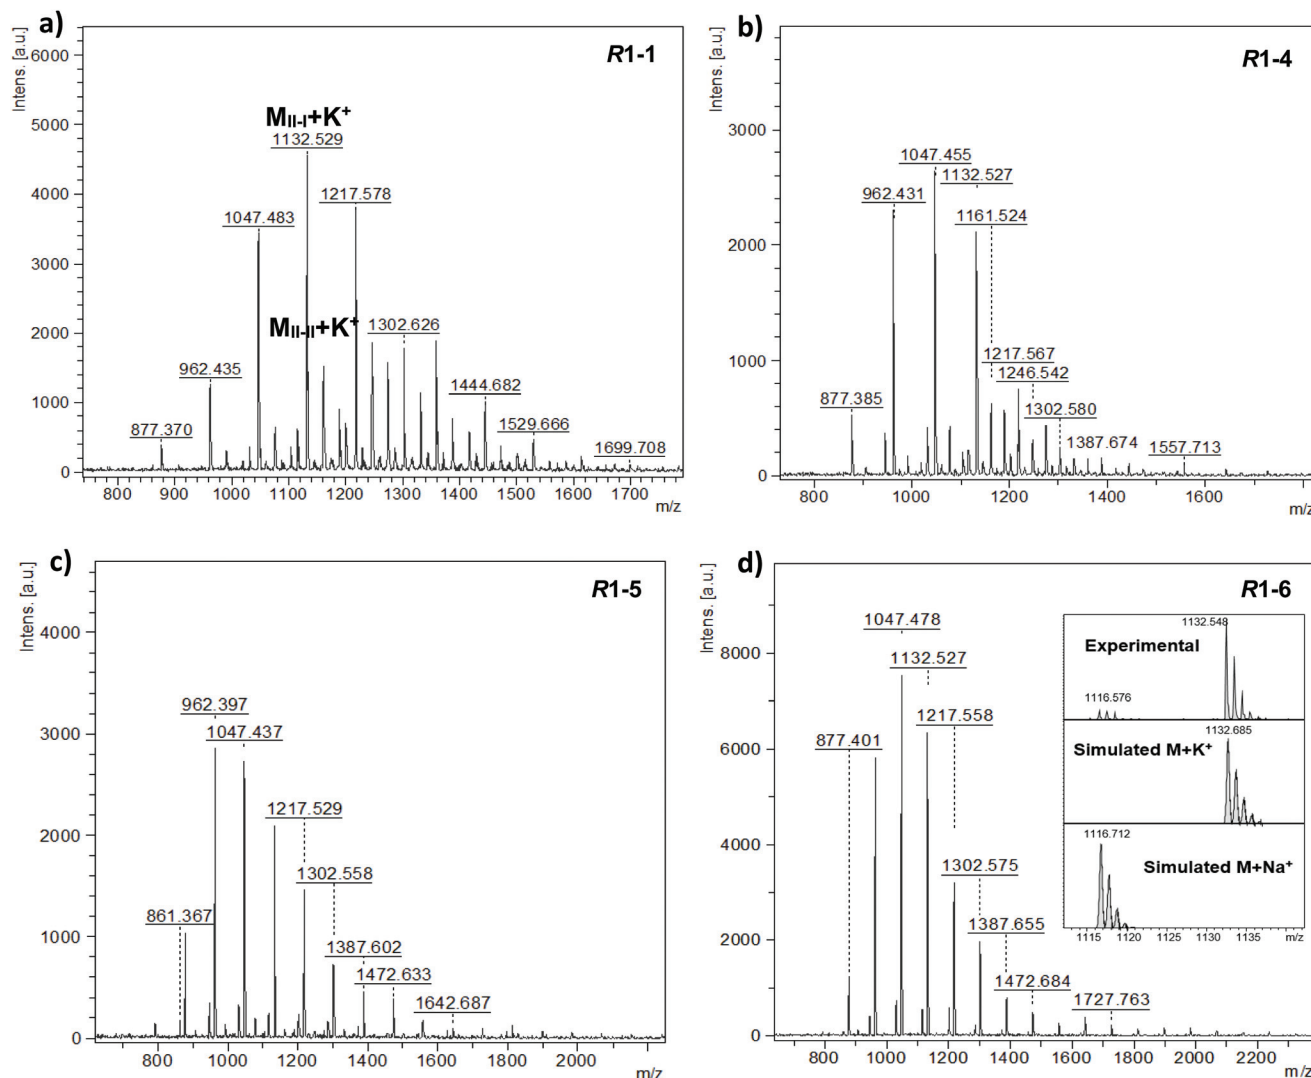 a)
R1-1
Intens. [a.u.]
6000
5000
4000
3000
2000
1000
0
MII-I+K+
1132.529
1217.578
1047.483
MII-II+K+
1302.626
962.435
1444.682
877.370
1529.666
1699.708
800 1000 1200 1400 1600 1700
m/z
b)
R1-4
Intens. [a.u.]
3000
2000
1000
0
1047.455
1132.527
962.431
1161.524
1217.567
1246.542
877.385
1302.580
1387.674
1557.713
800 1000 1200 1400 1600
m/z
c)
R1-5
Intens. [a.u.]
4000
3000
2000
1000
0
962.397
1047.437
1217.529
1302.558
861.367
1387.602
1472.633
1642.687
800 1000 1200 1400 1600 1800 2000
m/z
d)
R1-6
Intens. [a.u.]
8000
6000
4000
2000
0
1047.478
1132.527
1217.558
877.401
1302.575
1387.655
1472.684
1727.763
800 1000 1200 1400 1600 1800 2000 2200
m/z
1132.548
Experimental
1116.576
1132.685
Simulated M+K+
1116.712
Simulated M+Na+
1115 1120 1125 1130 1135 m/z